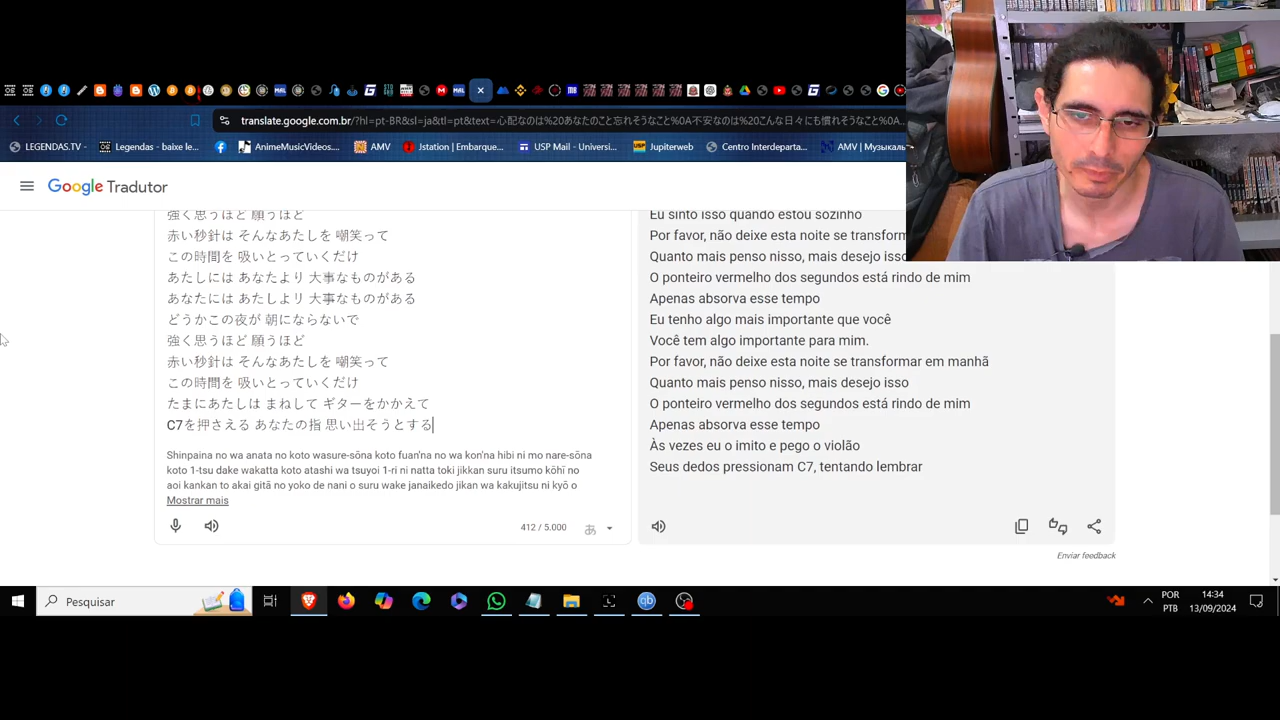 translate.google.com.br/?hl=pt-BR&sl=ja&tl=pt&text=心配なのは%20あなたのこと忘れそうなこと%0A不安なのは%20こんな日々にも慣れそうなこと%0A...
LEGENDAS.TV -
Legendas - baixe le...
AnimeMusicVideos...
AMV
Jstation | Embarque...
USP Mail - Universi...
Jupiterweb
Centro Interdeparta...
AMV | Музыкаль
Google Tradutor
強く思うほど 願うほど
赤い秒針は そんなあたしを 嘲笑って
この時間を 吸いとっていくだけ
あたしには あなたより 大事なものがある
あなたには あたしより 大事なものがある
どうかこの夜が 朝にならないで
強く思うほど 願うほど
赤い秒針は そんなあたしを 嘲笑って
この時間を 吸いとっていくだけ
たまにあたしは まねして ギターをかかえて
C7を押さえる あなたの指 思い出そうとする
Shinpaina no wa anata no koto wasure-sōna koto fuan'na no wa kon'na hibi ni mo nare-sōna
koto 1-tsu dake wakatta koto atashi wa tsuyoi 1-ri ni natta toki jikkan suru itsumo kōhī no
aoi kankan to akai gitā no yoko de nani o suru wake janaikedo jikan wa kakujitsu ni kyō o
Mostrar mais
412 / 5.000
あ
Eu sinto isso quando estou sozinho
Por favor, não deixe esta noite se transform
Quanto mais penso nisso, mais desejo isso
O ponteiro vermelho dos segundos está rindo de mim
Apenas absorva esse tempo
Eu tenho algo mais importante que você
Você tem algo importante para mim.
Por favor, não deixe esta noite se transformar em manhã
Quanto mais penso nisso, mais desejo isso
O ponteiro vermelho dos segundos está rindo de mim
Apenas absorva esse tempo
Às vezes eu o imito e pego o violão
Seus dedos pressionam C7, tentando lembrar
Enviar feedback
Pesquisar
POR
PTB
14:34
13/09/2024